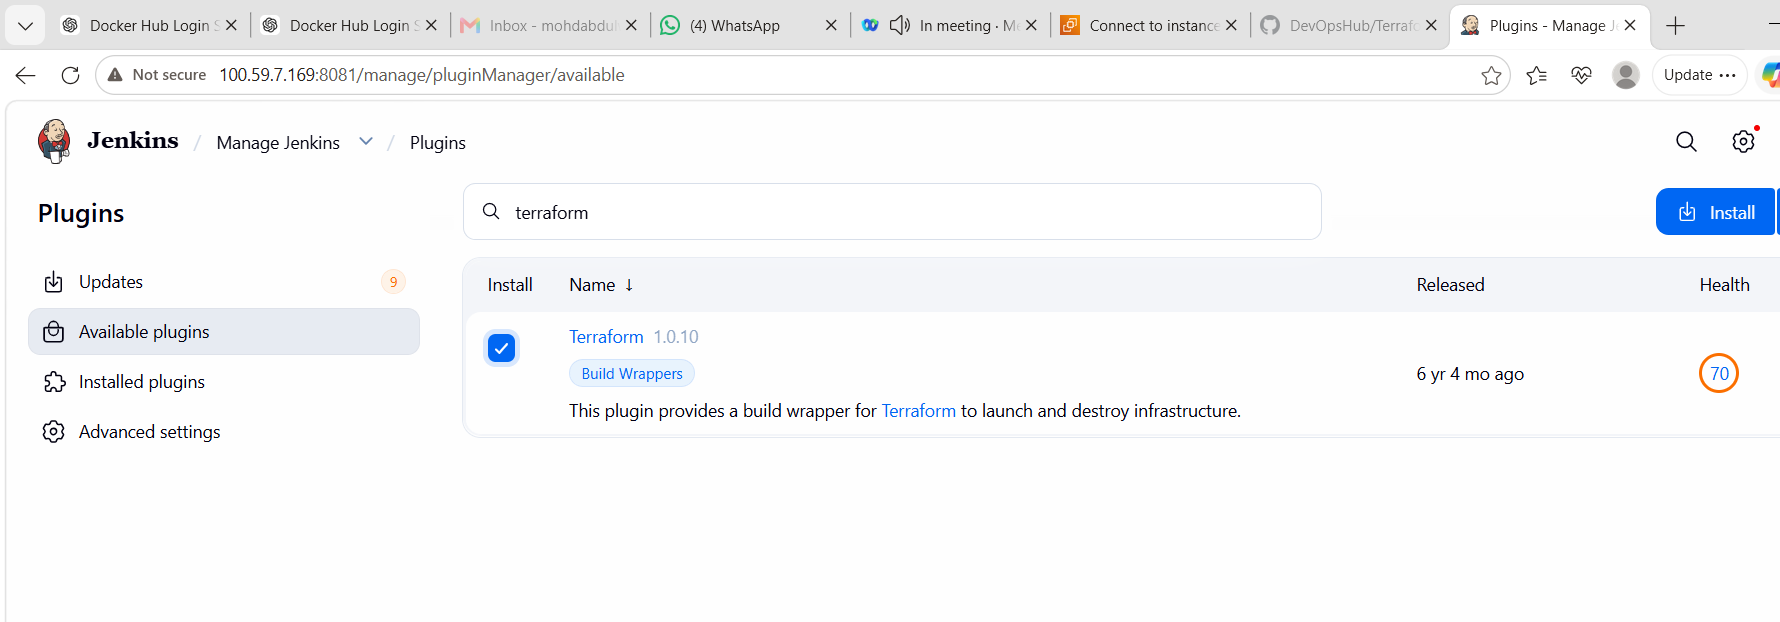 Docker Hub Login S
Docker Hub Login S
Inbox - mohdabdul
(4) WhatsApp
In meeting · Me
Connect to instance
DevOpsHub/Terrafo
Plugins - Manage Je
Not secure 100.59.7.169:8081/manage/pluginManager/available
Update
Jenkins / Manage Jenkins / Plugins
Plugins
terraform
Install
Updates 9
Available plugins
Installed plugins
Advanced settings
Install Name ↓ Released Health
Terraform 1.0.10
Build Wrappers
6 yr 4 mo ago
70
This plugin provides a build wrapper for Terraform to launch and destroy infrastructure.